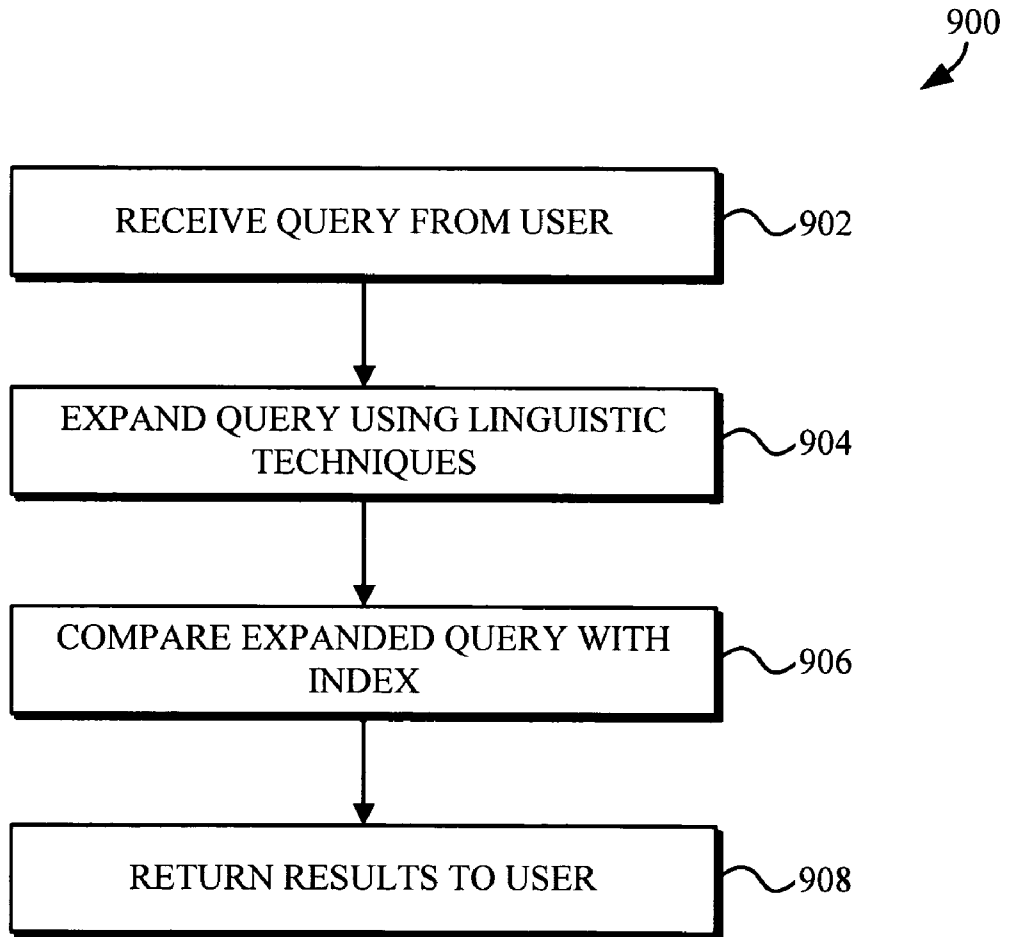 900
RECEIVE QUERY FROM USER
902
EXPAND QUERY USING LINGUISTIC
TECHNIQUES
904
COMPARE EXPANDED QUERY WITH
INDEX
906
RETURN RESULTS TO USER
908